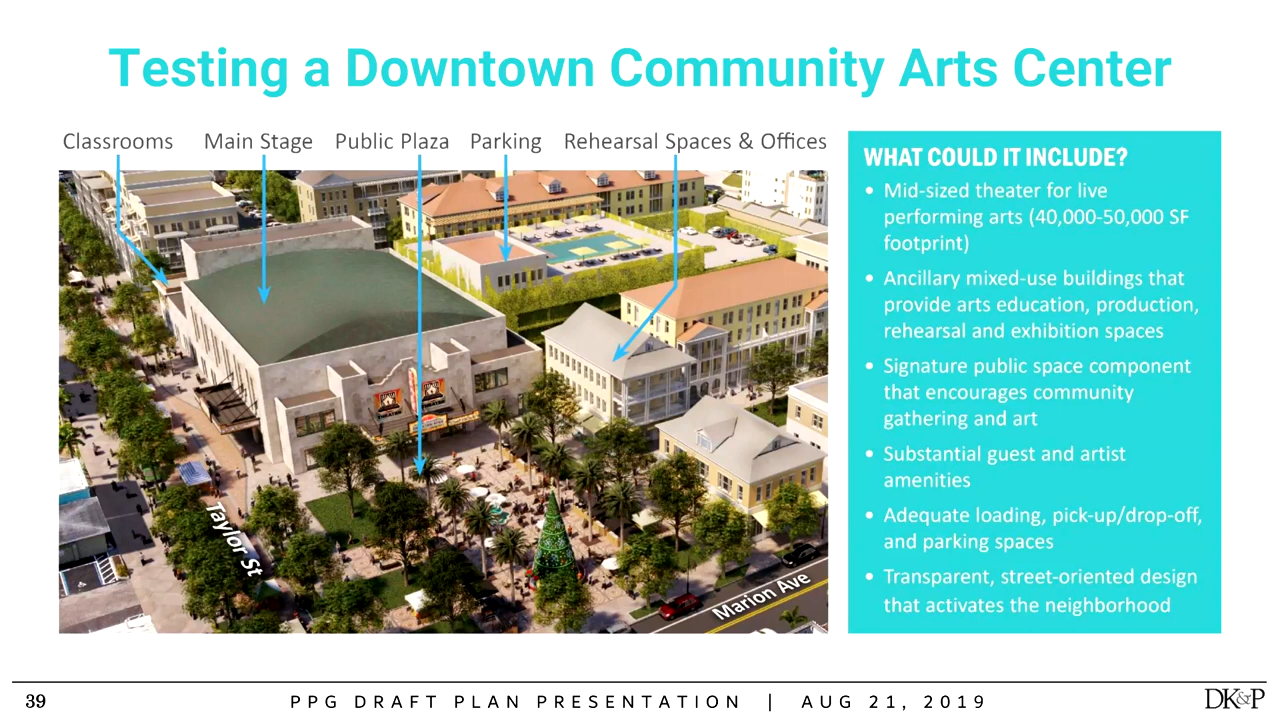 Testing a Downtown Community Arts Center
Classrooms Main Stage Public Plaza Parking Rehearsal Spaces & Offices
Taylor St
Marion Ave
WHAT COULD IT INCLUDE?
• Mid-sized theater for live
performing arts (40,000-50,000 SF
footprint)
• Ancillary mixed-use buildings that
provide arts education, production,
rehearsal and exhibition spaces
• Signature public space component
that encourages community
gathering and art
• Substantial guest and artist
amenities
• Adequate loading, pick-up/drop-off,
and parking spaces
• Transparent, street-oriented design
that activates the neighborhood
39
PPG DRAFT PLAN PRESENTATION | AUG 21, 2019
DK&P